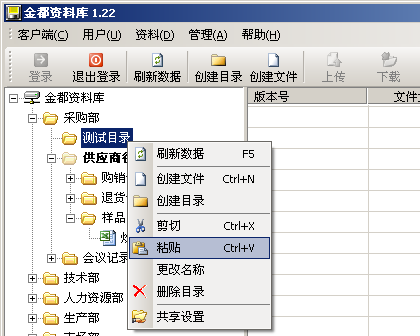 金都资料库 1.22
客户端(C) 用户(U) 资料(D) 管理(A) 帮助(H)
登录 退出登录 刷新数据 创建目录 创建文件 上传 下载
金都资料库
版本号 文件
采购部
测试目录
供应商
刷新数据 F5
购销
创建文件 Ctrl+N
退货
创建目录
样品
剪切 Ctrl+X
粘贴 Ctrl+V
会议记录
更改名称
技术部
删除目录
人力资源部
生产部
共享设置